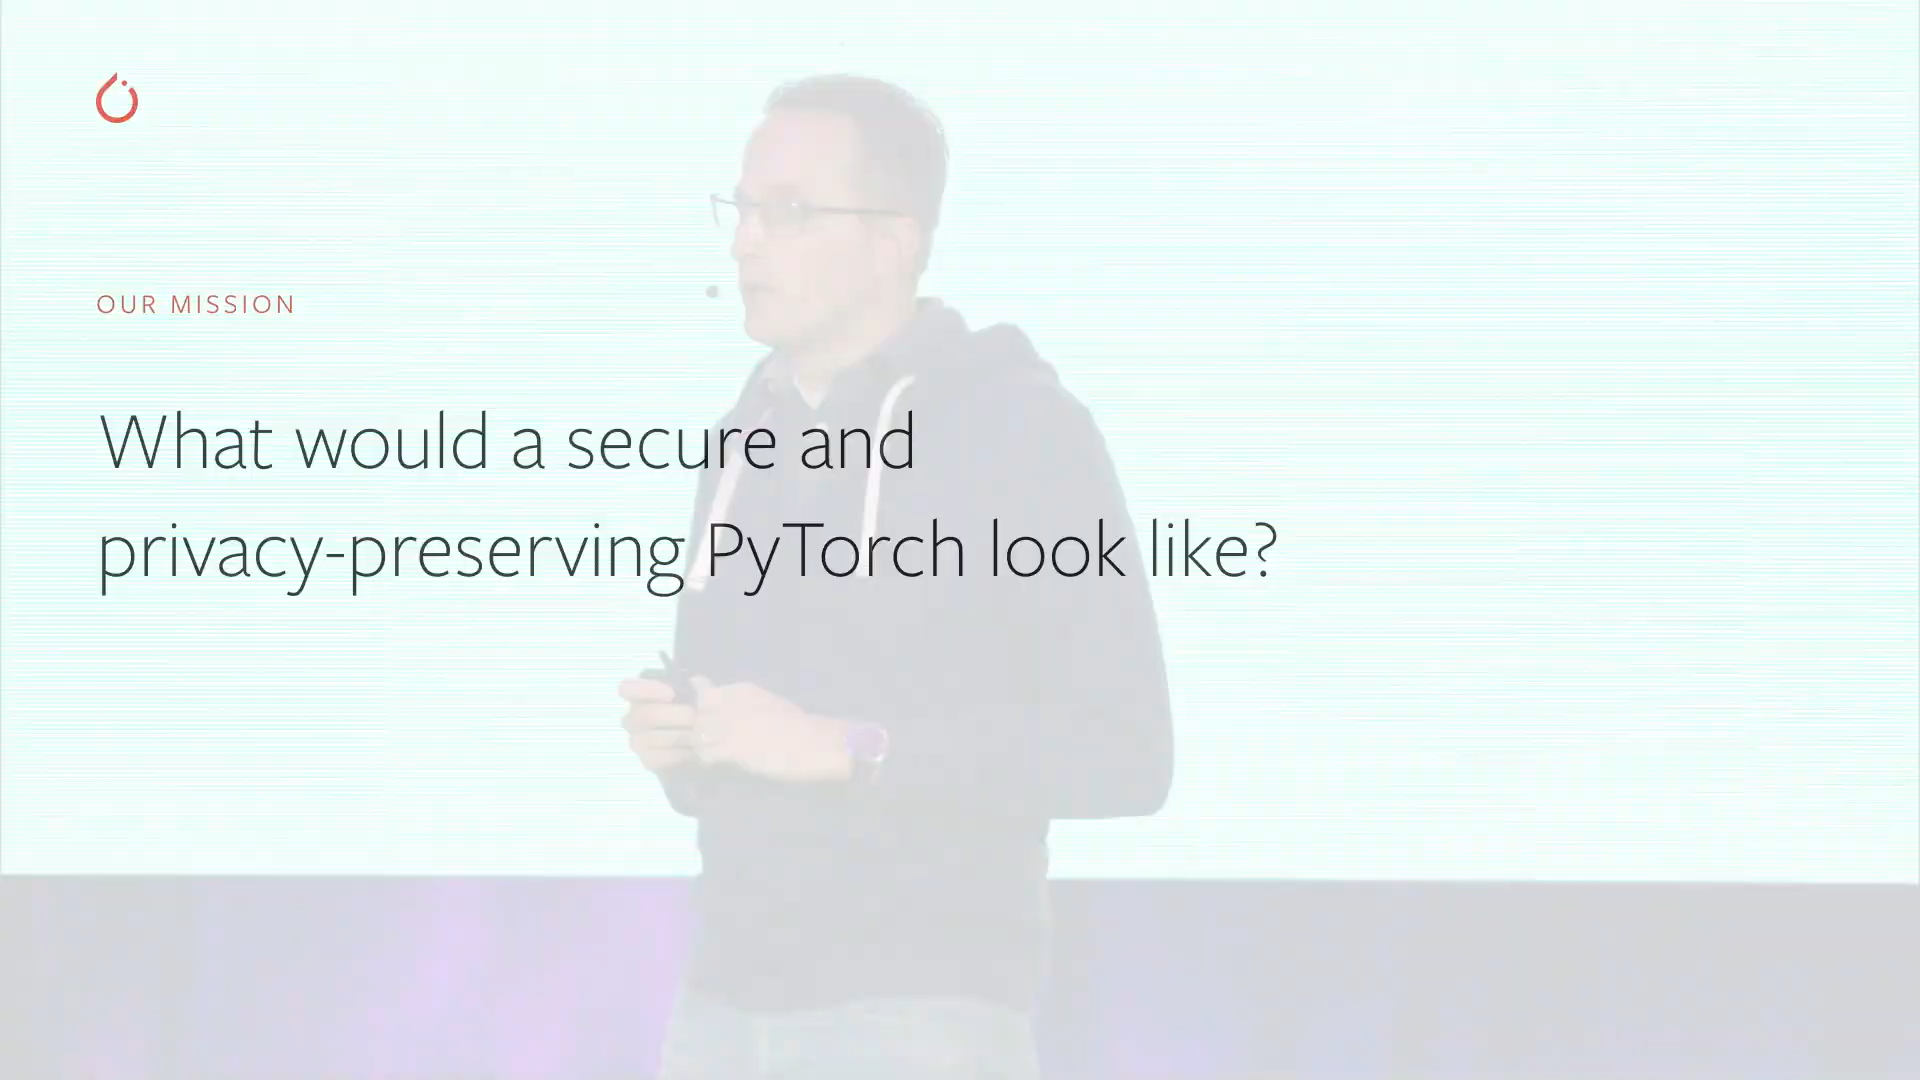 OUR MISSION
What would a secure and
privacy-preserving PyTorch look like?